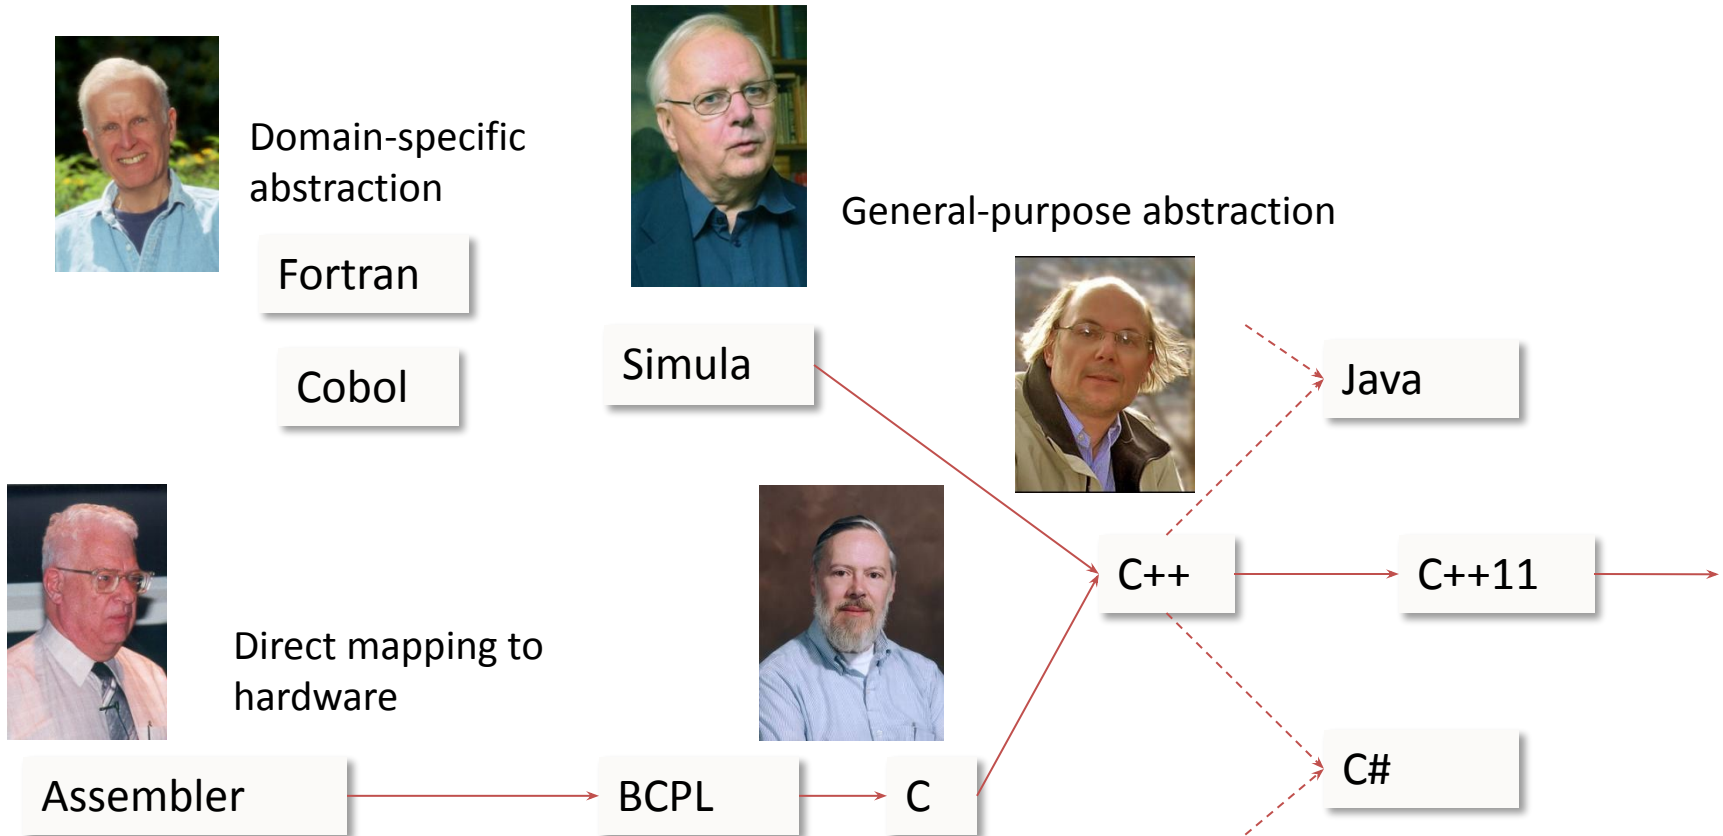 Domain-specific
abstraction
General-purpose abstraction
Fortran
Simula
Java
Cobol
C++
C++11
Direct mapping to
hardware
Assembler
BCPL
C
C#